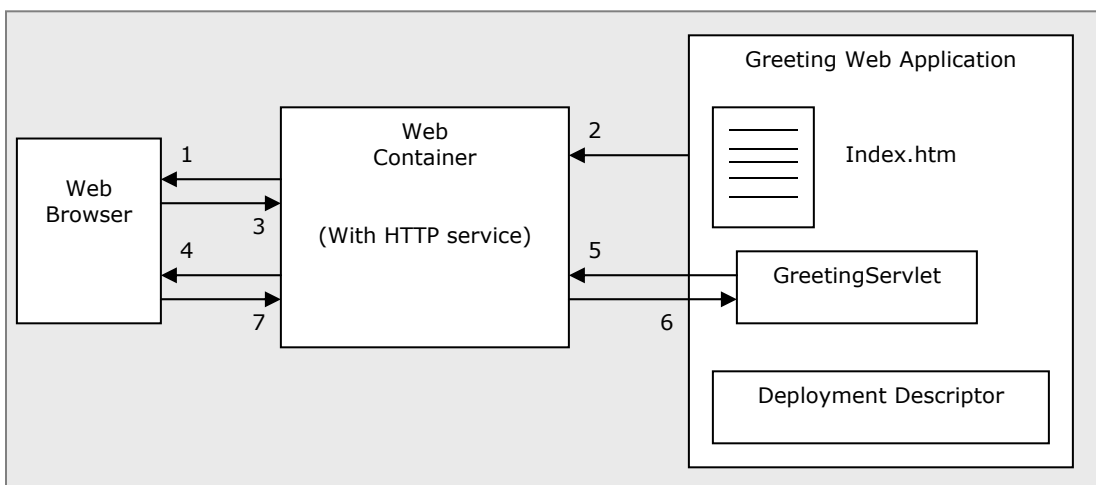 Greeting Web Application
Web
Container
2
1
Index.htm
Web
Browser
3
(With HTTP service)
4
5
GreetingServlet
7
6
Deployment Descriptor